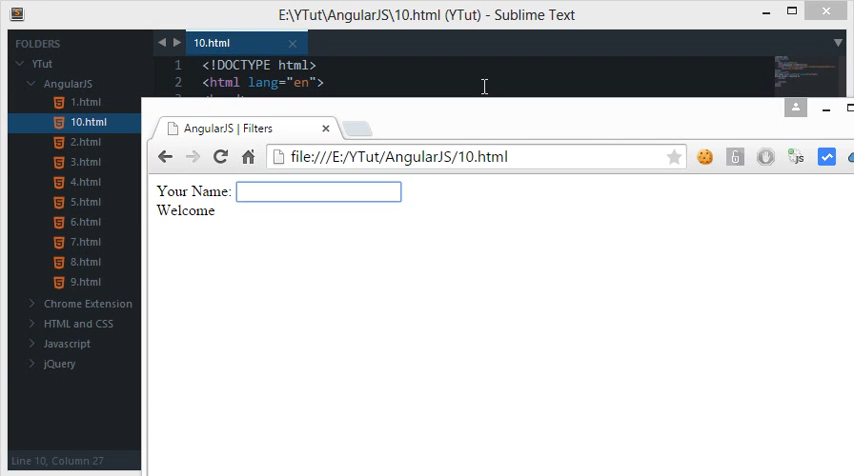 E:\YTut\AngularJS\10.html (YTut) - Sublime Text
FOLDERS
YTut
AngularJS
1.html
10.html
2.html
3.html
4.html
5.html
6.html
7.html
8.html
9.html
Chrome Extension
HTML and CSS
Javascript
jQuery
Line 10, Column 27
10.html
1 <!DOCTYPE html>
2 <html lang="en">
AngularJS | Filters
file:///E:/YTut/AngularJS/10.html
js
Your Name:
Welcome